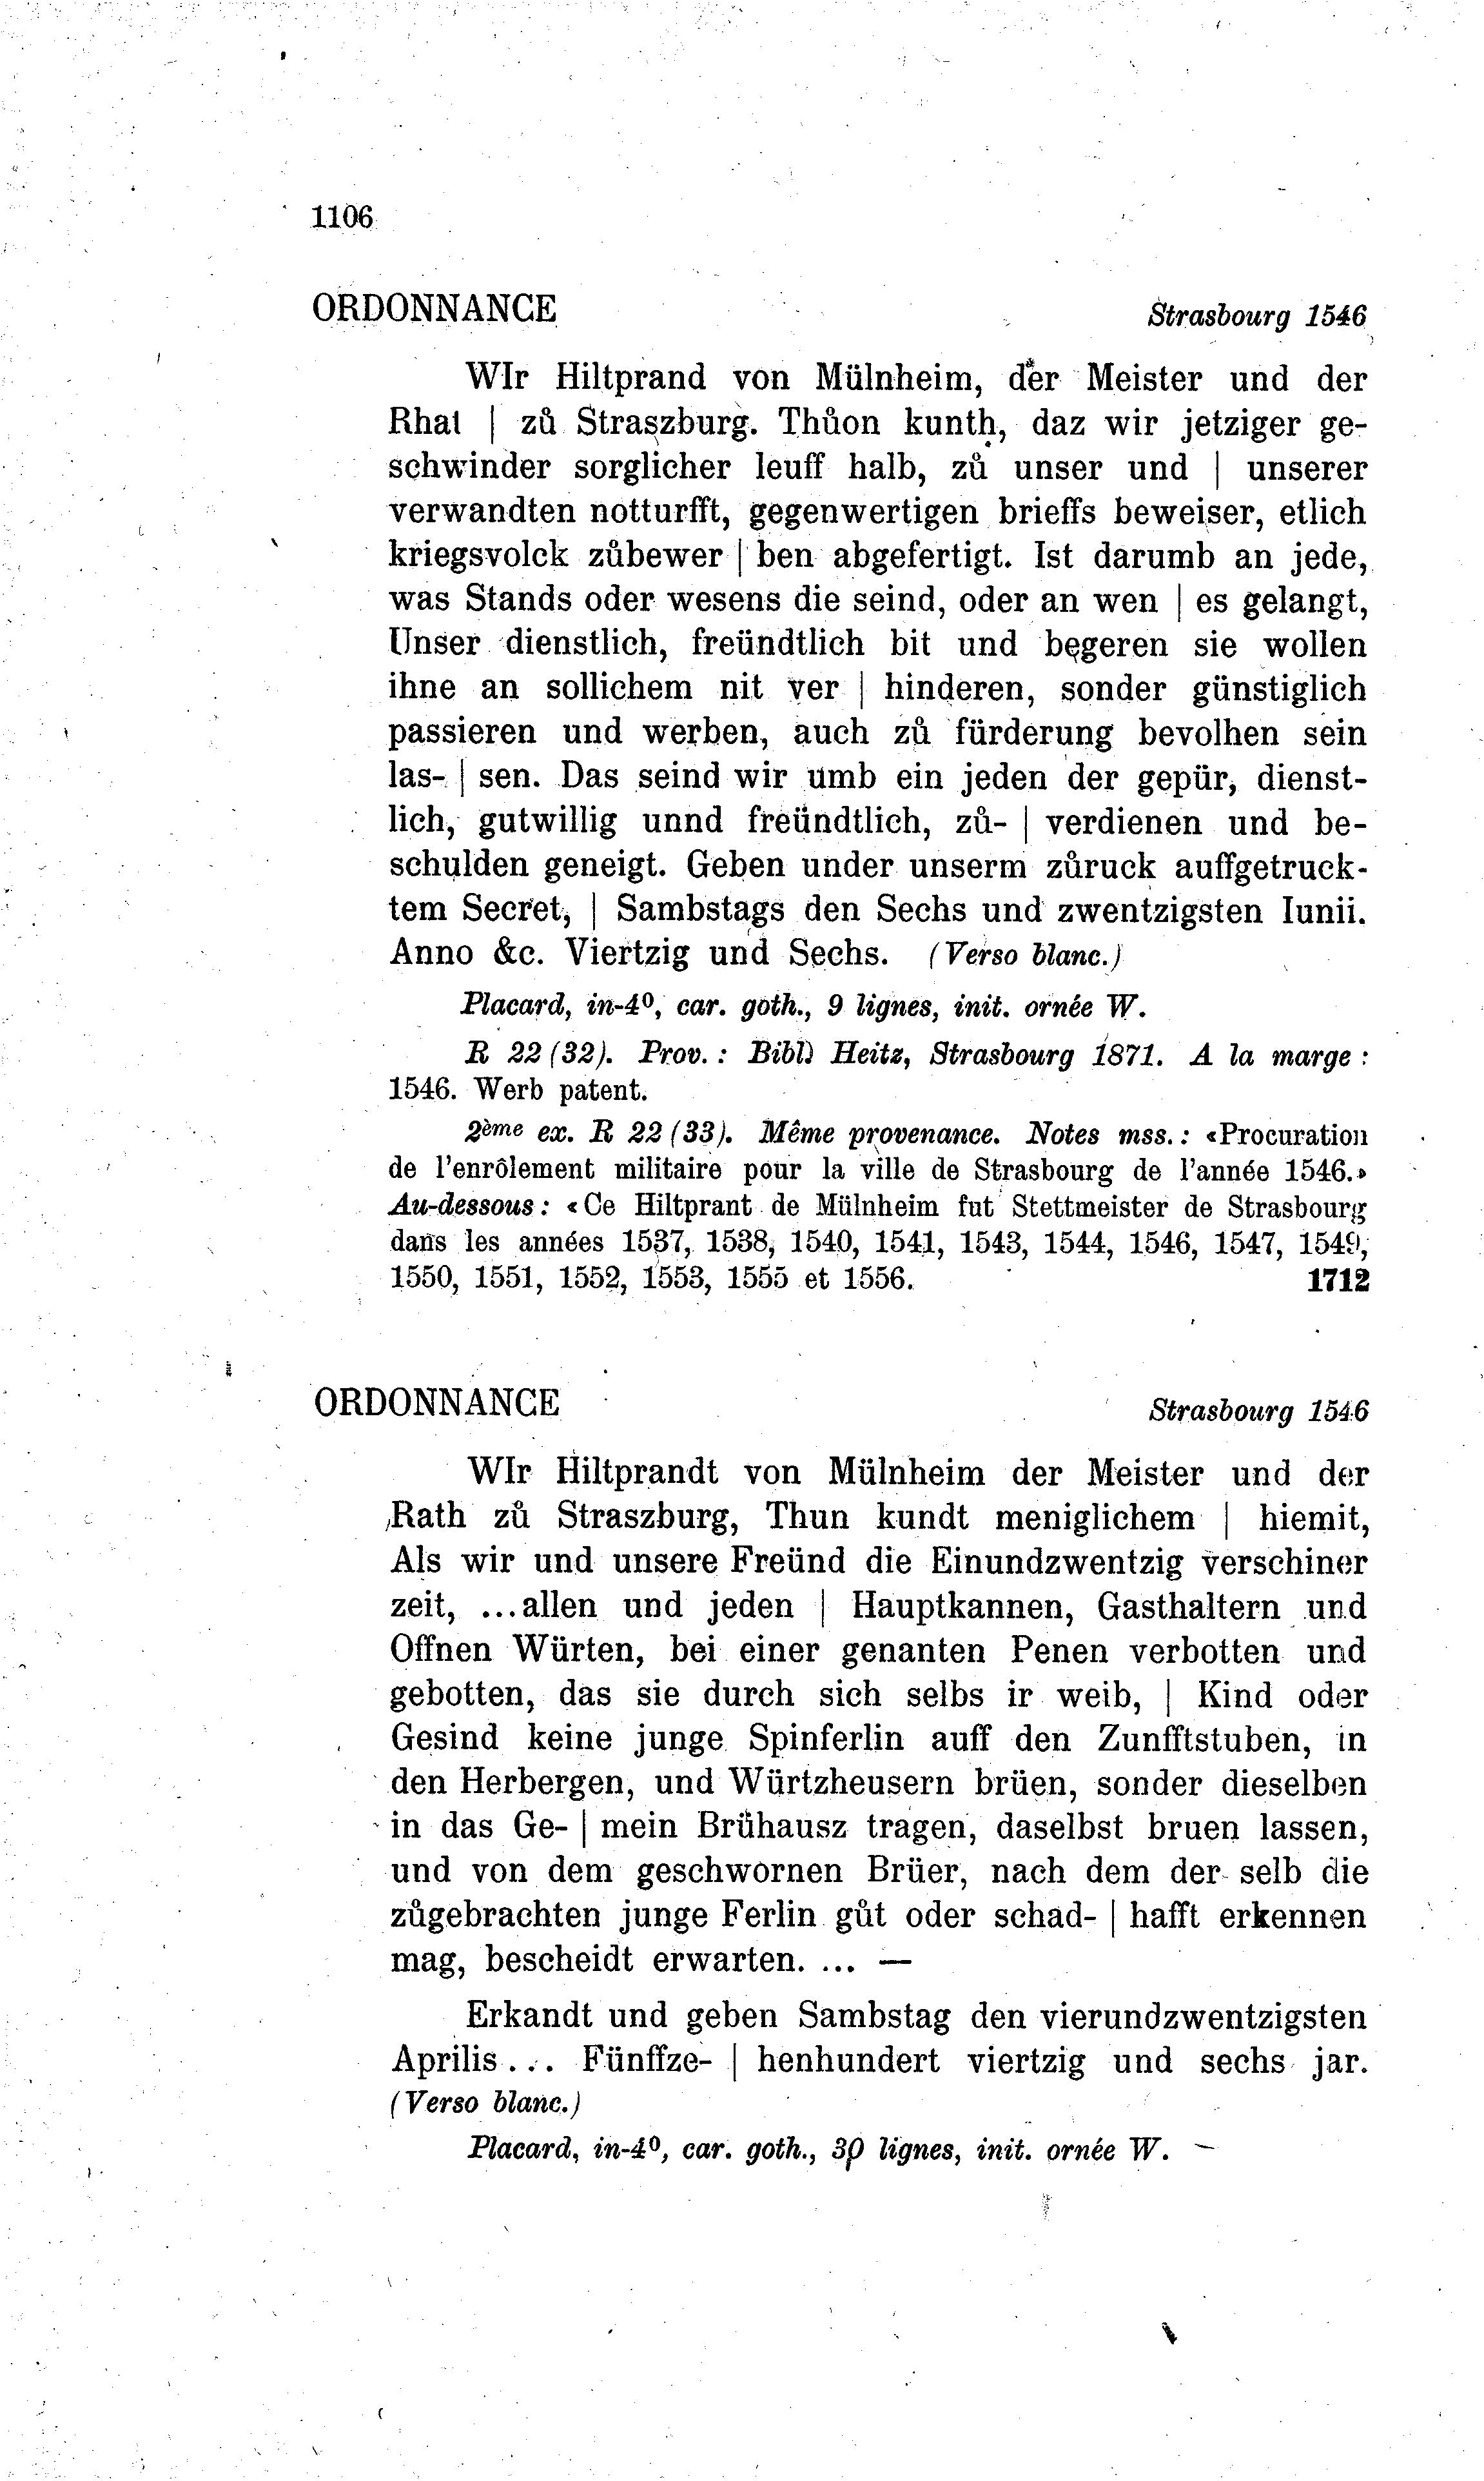 1106
ORDONNANCE Strasbourg 1546
WIr Hiltprand von Mülnheim, der Meister und der
Rhat | zů Straszburg. Thůon kunth, daz wir jetziger ge-
schwinder sorglicher leuff halb, zů unser und | unserer
verwandten notturfft, gegenwertigen brieffs beweiser, etlich
kriegsvolck zůbewer | ben abgefertigt. Ist darumb an jede,
was Stands oder wesens die seind, oder an wen | es gelangt,
Unser dienstlich, freündtlich bit und begeren sie wollen
ihne an sollichem nit ver | hinderen, sonder günstiglich
passieren und werben, auch zů fürderung bevolhen sein
las- | sen. Das seind wir umb ein jeden der gepür, dienst-
lich, gutwillig unnd freündtlich, zů- | verdienen und be-
schulden geneigt. Geben under unserm zůruck auffgetruck-
tem Secret, | Sambstags den Sechs und zwentzigsten Iunii.
Anno &c. Viertzig und Sechs. (Verso blanc.)
Placard, in-4⁰, car. goth., 9 lignes, init. ornée W.
R 22 (32). Prov. : Bibl. Heitz, Strasbourg 1871. A la marge :
1546. Werb patent.
2ème ex. R 22 (33). Même provenance. Notes mss. : «Procuration
de l'enrôlement militaire pour la ville de Strasbourg de l'année 1546.»
Au-dessous : «Ce Hiltprant de Mülnheim fut Stettmeister de Strasbourg
dans les années 1537, 1538, 1540, 1541, 1543, 1544, 1546, 1547, 1549,
1550, 1551, 1552, 1553, 1555 et 1556. 1712
ORDONNANCE Strasbourg 1546
WIr Hiltprandt von Mülnheim der Meister und der
Rath zů Straszburg, Thun kundt meniglichem | hiemit,
Als wir und unsere Freünd die Einundzwentzig verschiner
zeit, ...allen und jeden | Hauptkannen, Gasthaltern und
Offnen Würten, bei einer genanten Penen verbotten und
gebotten, das sie durch sich selbs ir weib, | Kind oder
Gesind keine junge Spinferlin auff den Zunfftstuben, in
den Herbergen, und Würtzheusern brüen, sonder dieselben
in das Ge- | mein Brühausz tragen, daselbst bruen lassen,
und von dem geschwornen Brüer, nach dem der selb die
zůgebrachten junge Ferlin gůt oder schad- | hafft erkennen
mag, bescheidt erwarten. ... —
Erkandt und geben Sambstag den vierundzwentzigsten
Aprilis... Fünffze- | henhundert viertzig und sechs jar.
(Verso blanc.)
Placard, in-4⁰, car. goth., 30 lignes, init. ornée W. —